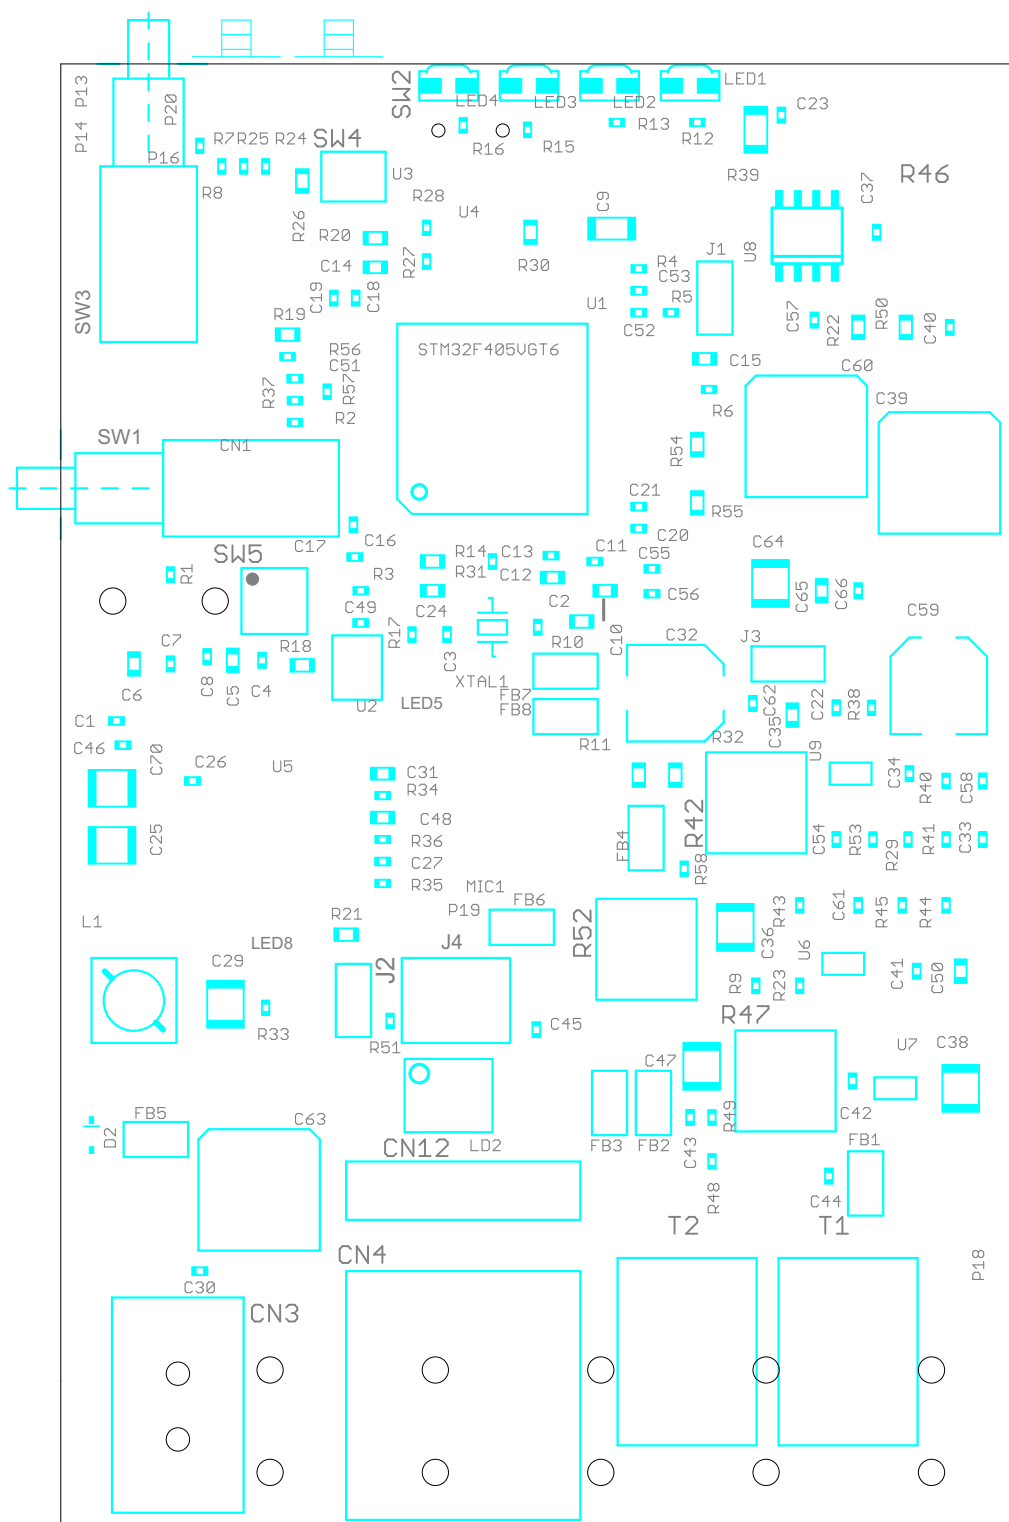 P13
P14
P20
P16
SW2
LED4
LED3
LED2
LED1
C23
R7
R25
R24
SW4
R16
R15
R13
R12
R8
R26
U3
R28
U4
R39
R46
C37
C9
R20
C14
R27
R30
J1
U8
R4
C53
R5
C52
U1
C19
C18
SW3
R19
R56
C51
R57
R37
R2
STM32F405VGT6
C57
R22
R50
C40
C15
C60
R6
C39
SW1
CN1
R54
R55
C21
C20
C17
C16
SW5
R1
R3
R14
R31
C13
C12
C11
C55
C56
C64
C65
C66
C49
C24
C2
C10
R18
R17
C3
R10
C32
J3
C59
C7
C6
C8
C5
C4
U2
LED5
XTAL1
FB7
FB8
R11
R32
C62
C35
C22
R38
C1
C46
C70
C26
U5
C31
R34
C48
R36
C27
R35
U9
C34
R40
C58
R42
FB4
R58
C54
R53
R29
R41
C33
C25
MIC1
P19
FB6
R52
C36
R43
C61
R45
R44
L1
LED8
R21
J4
J2
C29
R33
R51
C45
R9
R23
U6
C41
C50
R47
C47
U7
C38
C42
D2
FB5
C63
CN12
LD2
FB3
FB2
C43
R49
R48
FB1
C44
T2
T1
P18
C30
CN4
CN3